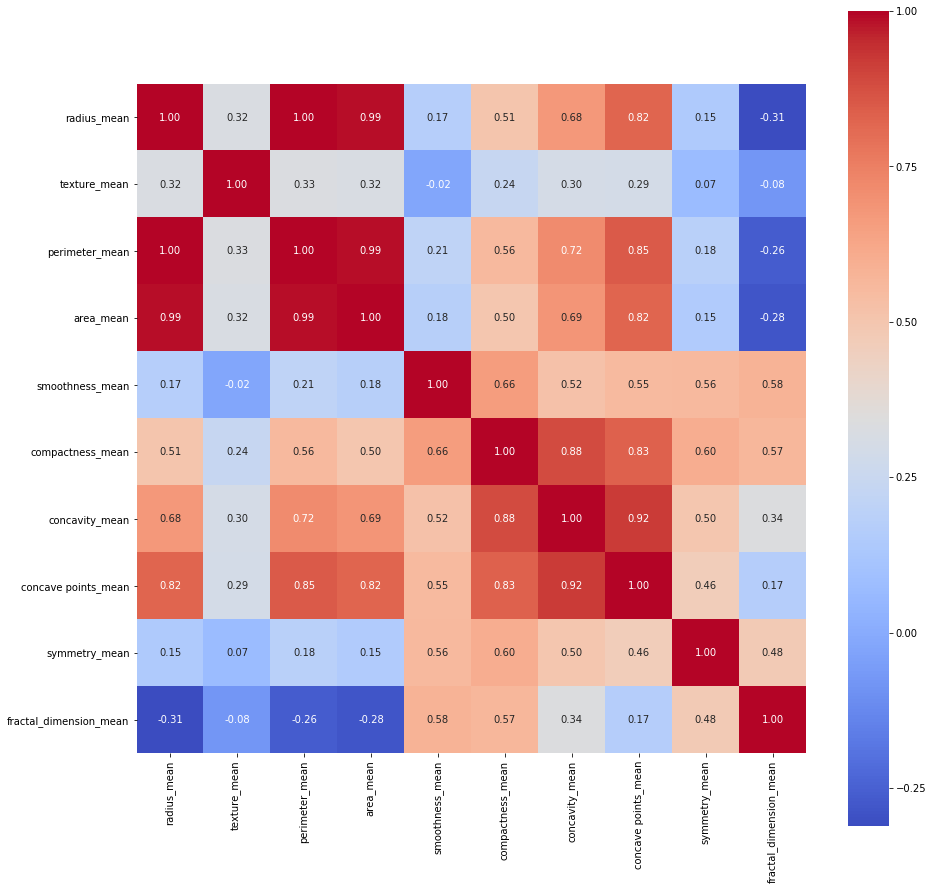 1.00
radius_mean 1.00 0.32 1.00 0.99 0.17 0.51 0.68 0.82 0.15 -0.31
texture_mean 0.32 1.00 0.33 0.32 -0.02 0.24 0.30 0.29 0.07 -0.08
0.75
perimeter_mean 1.00 0.33 1.00 0.99 0.21 0.56 0.72 0.85 0.18 -0.26
area_mean 0.99 0.32 0.99 1.00 0.18 0.50 0.69 0.82 0.15 -0.28
0.50
smoothness_mean 0.17 -0.02 0.21 0.18 1.00 0.66 0.52 0.55 0.56 0.58
compactness_mean 0.51 0.24 0.56 0.50 0.66 1.00 0.88 0.83 0.60 0.57
0.25
concavity_mean 0.68 0.30 0.72 0.69 0.52 0.88 1.00 0.92 0.50 0.34
concave points_mean 0.82 0.29 0.85 0.82 0.55 0.83 0.92 1.00 0.46 0.17
0.00
symmetry_mean 0.15 0.07 0.18 0.15 0.56 0.60 0.50 0.46 1.00 0.48
fractal_dimension_mean -0.31 -0.08 -0.26 -0.28 0.58 0.57 0.34 0.17 0.48 1.00
−0.25
radius_mean
texture_mean
perimeter_mean
area_mean
smoothness_mean
compactness_mean
concavity_mean
concave points_mean
symmetry_mean
fractal_dimension_mean